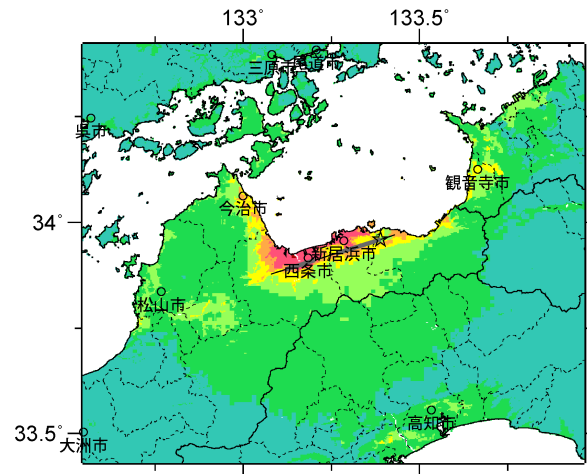 133° 133.5°
三原市 尾道市
呉市
観音寺市
今治市
34°
新居浜市
西条市
松山市
高知市
33.5°
大洲市